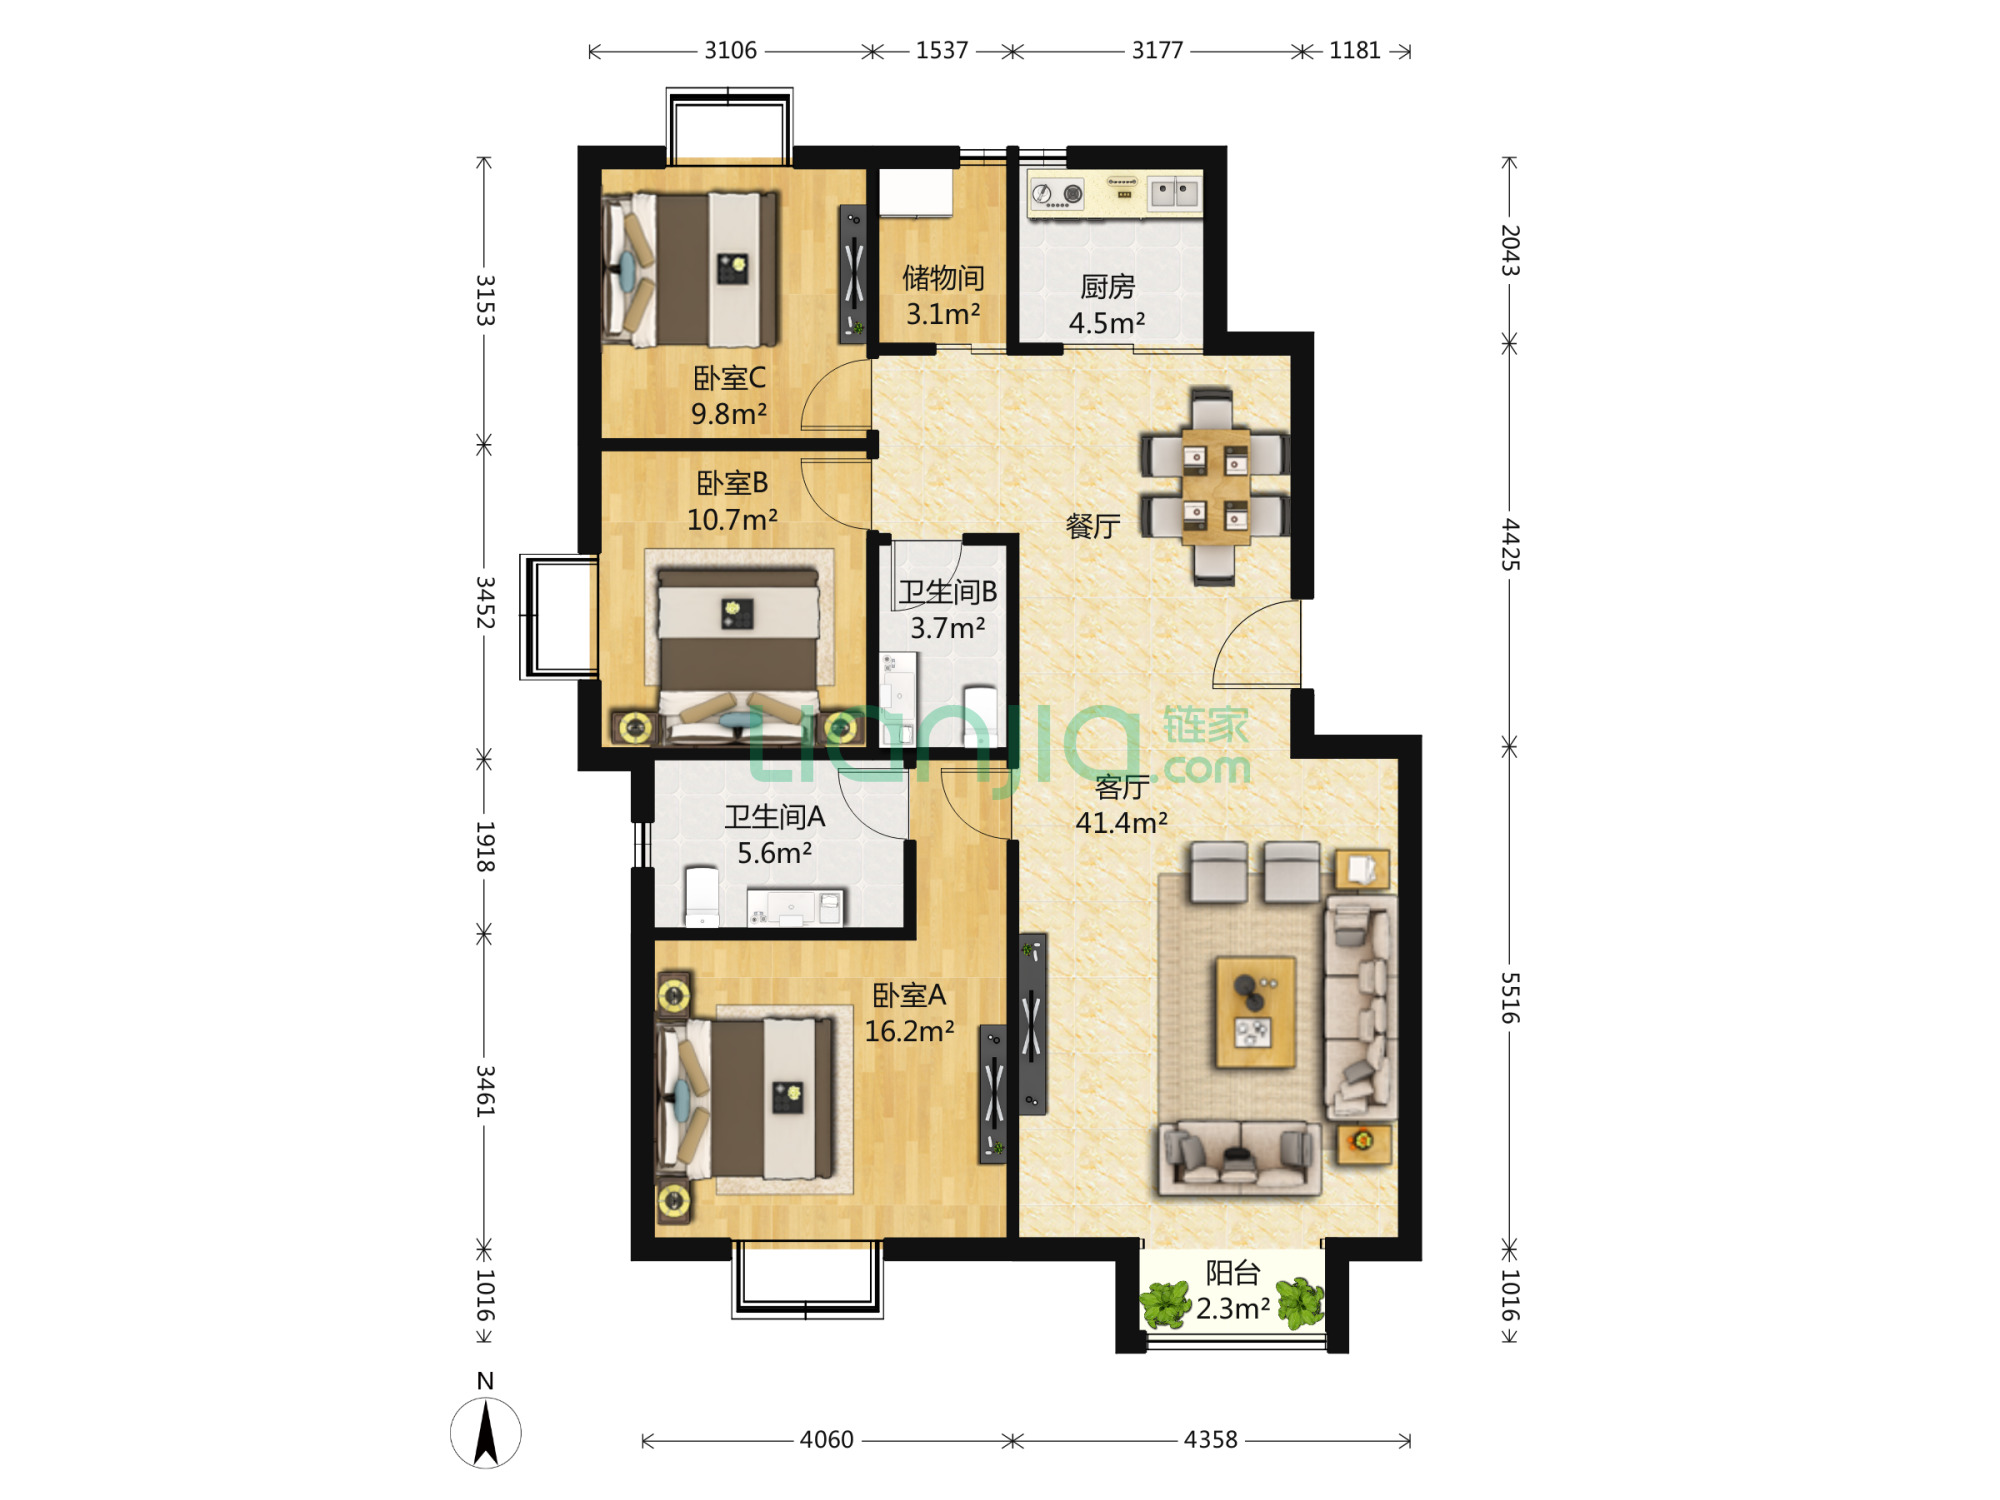 3106
1537
3177
1181
3153
3452
1918
3461
1016
2043
4425
5516
1016
储物间
3.1m²
厨房
4.5m²
卧室C
9.8m²
卧室B
10.7m²
餐厅
卫生间B
3.7m²
LIANJIA 链家
.com
客厅
41.4m²
卫生间A
5.6m²
卧室A
16.2m²
阳台
2.3m²
N
4060
4358